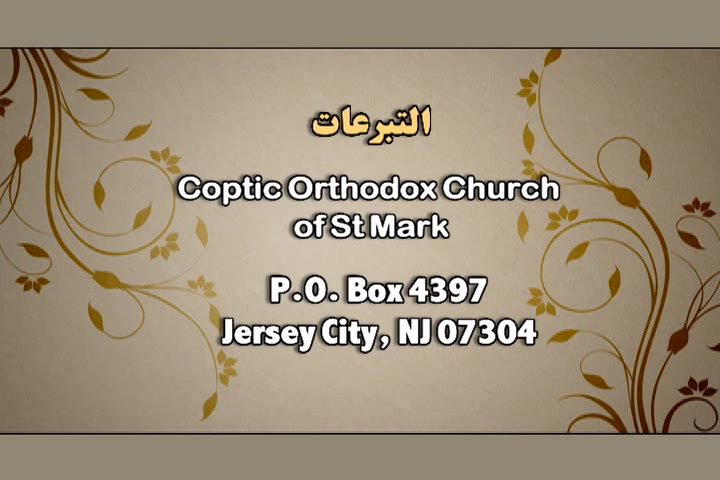 التبرعات
Coptic Orthodox Church
of St Mark
P.O. Box 4397
Jersey City, NJ 07304